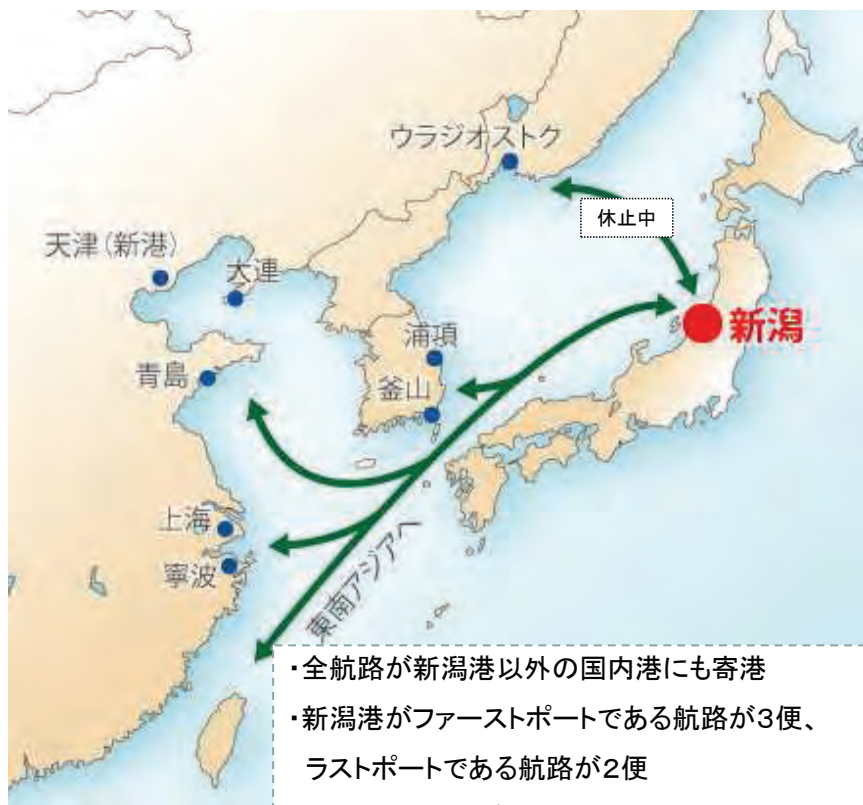 ウラジオストク
休止中
天津（新港）
大連
新潟
浦項
青島
釜山
上海
寧波
東南アジアへ
・全航路が新潟港以外の国内港にも寄港
・新潟港がファーストポートである航路が3便、
ラストポートである航路が2便